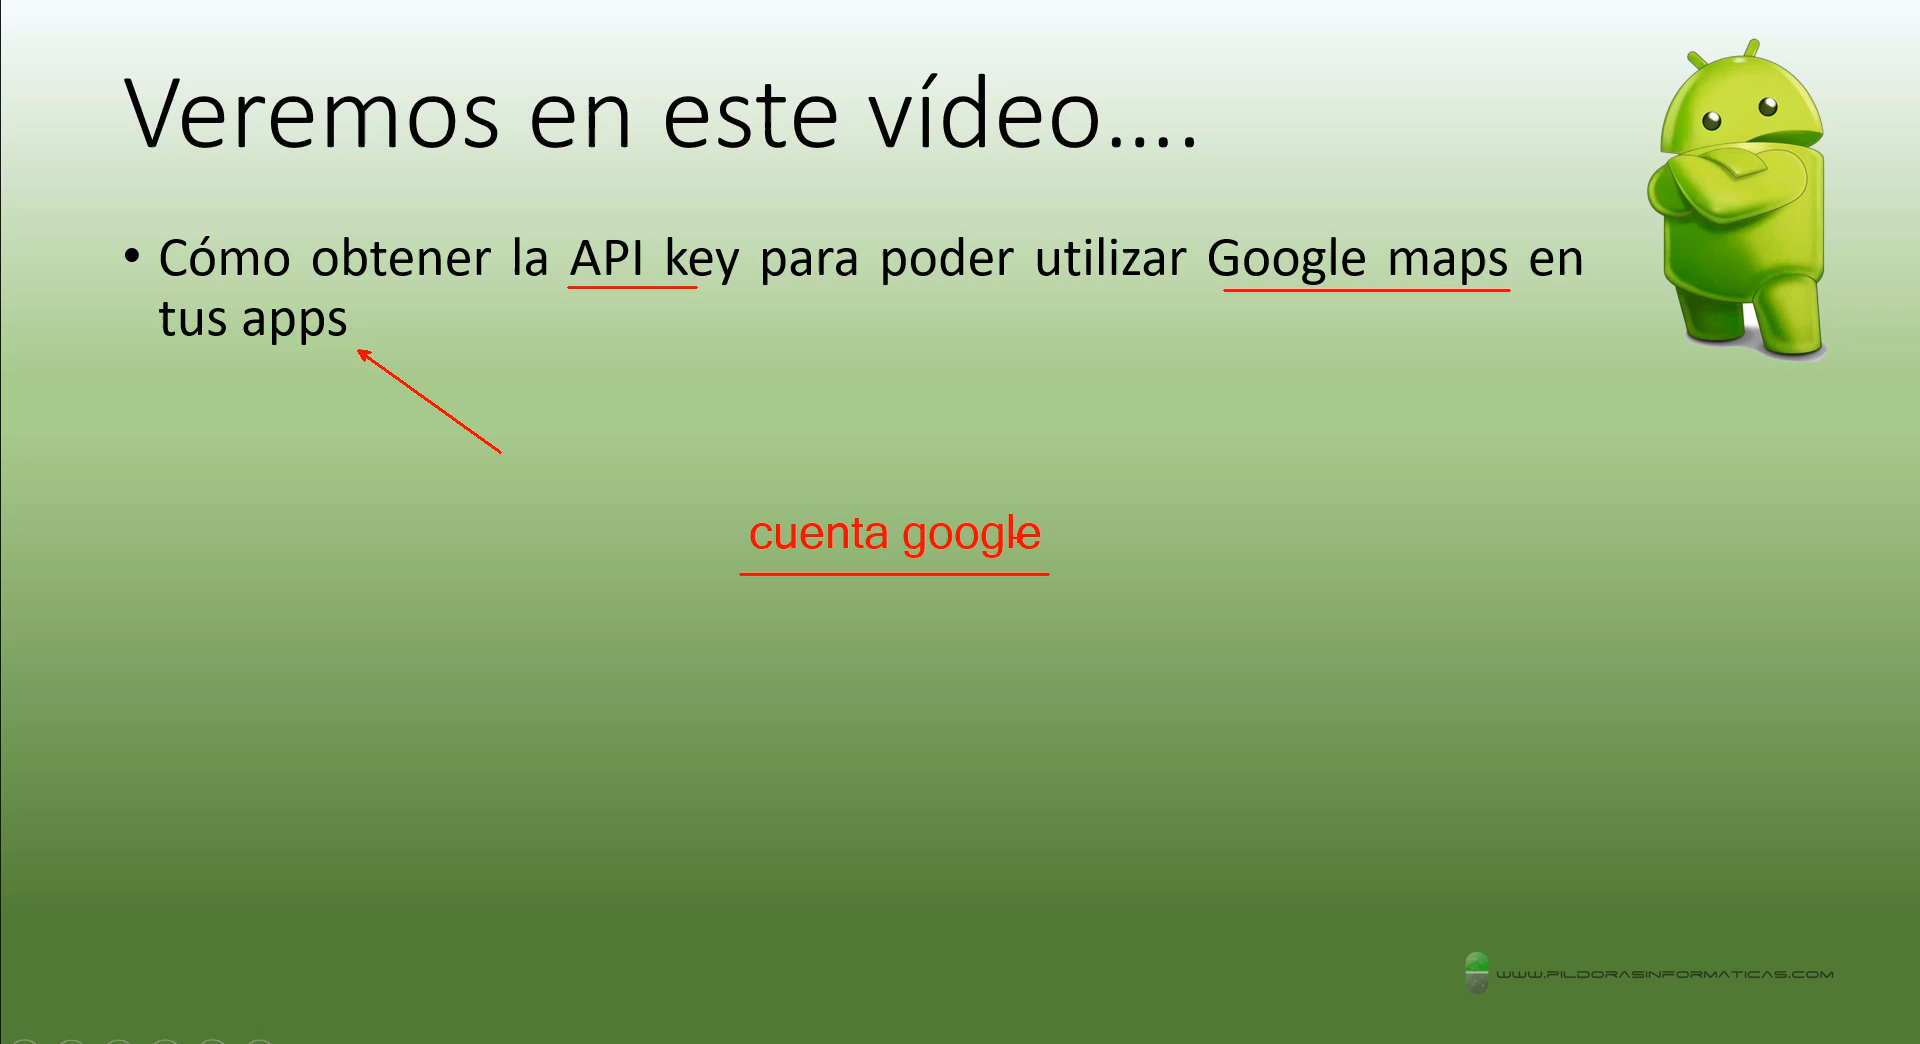 Veremos en este vídeo....
• Cómo obtener la API key para poder utilizar Google maps en
tus apps
cuenta google
WWW.PILDORASINFORMATICAS.COM